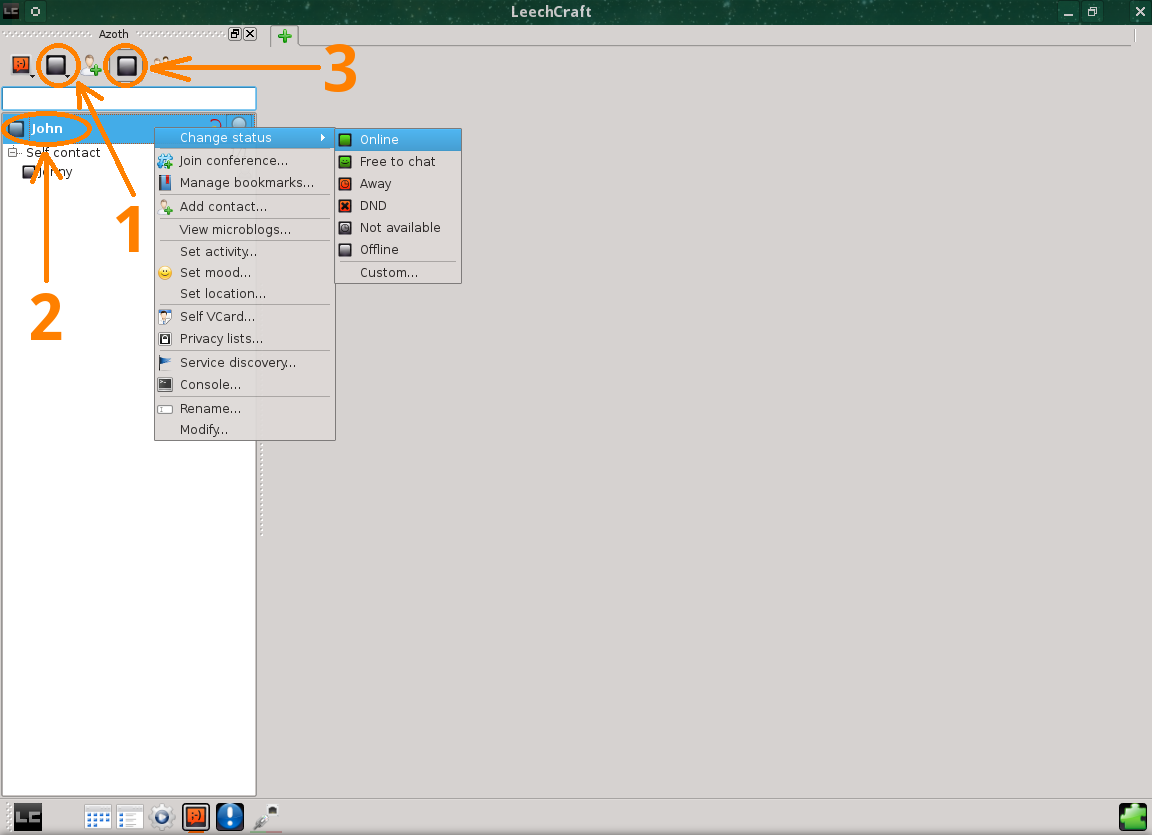 LC
LeechCraft
Azoth
3
John
Self contact
1
2
Change status
Join conference...
Manage bookmarks...
Add contact...
View microblogs...
Set activity...
Set mood...
Set location...
Self VCard...
Privacy lists...
Service discovery...
Console...
Rename...
Modify...
Online
Free to chat
Away
DND
Not available
Offline
Custom...
LC